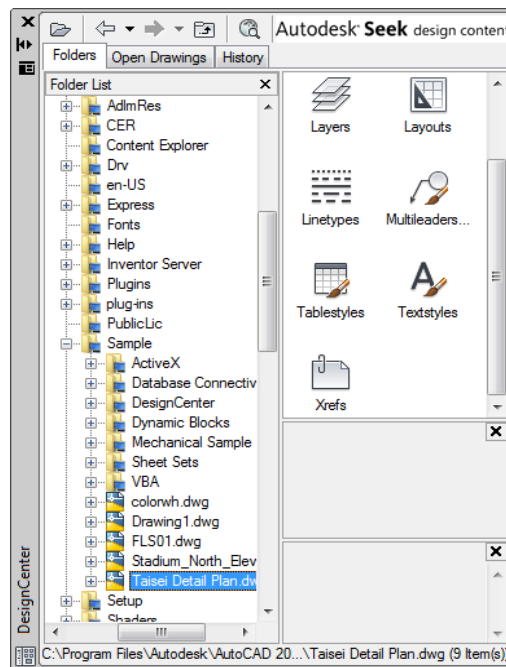 Autodesk Seek design content
Folders
Open Drawings
History
Folder List
AdlmRes
CER
Content Explorer
Drv
en-US
Express
Fonts
Help
Inventor Server
Plugins
plug-ins
PublicLic
Sample
ActiveX
Database Connectiv
DesignCenter
Dynamic Blocks
Mechanical Sample
Sheet Sets
VBA
colorwh.dwg
Drawing1.dwg
FLS01.dwg
Stadium_North_Elev
Taisei Detail Plan.dw
Setup
Shaders
Layers
Layouts
Linetypes
Multileaders...
Tablestyles
Textstyles
Xrefs
DesignCenter
C:\Program Files\Autodesk\AutoCAD 20...\Taisei Detail Plan.dwg (9 Item(s)